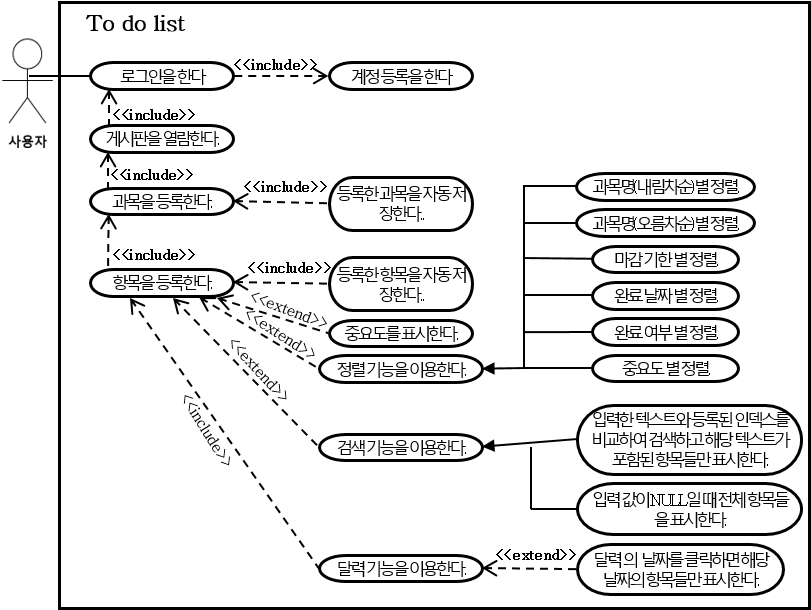 To do list
사용자
로그인을 한다
<<include>>
계정 등록을 한다
<<include>>
게시판을 열람한다.
<<include>>
과목을 등록한다.
<<include>>
등록한 과목을 자동 저
장한다..
<<include>>
항목을 등록한다.
<<include>>
등록한 항목을 자동 저
장한다..
<<extend>>
중요도를 표시한다.
<<extend>>
정렬 기능을 이용한다.
과목명(내림차순) 별 정렬.
과목명(오름차순) 별 정렬.
마감 기한 별 정렬.
완료 날짜 별 정렬.
완료 여부 별 정렬.
중요도 별 정렬.
<<extend>>
검색 기능을 이용한다.
입력한 텍스트와 등록된 인덱스를
비교하여 검색하고 해당 텍스트가
포함된 항목들만 표시한다.
입력 값이 NULL일 때 전체 항목들
을 표시한다.
<<include>>
달력 기능을 이용한다.
<<extend>>
달력의 날짜를 클릭하면 해당
날짜의 항목들만 표시한다.